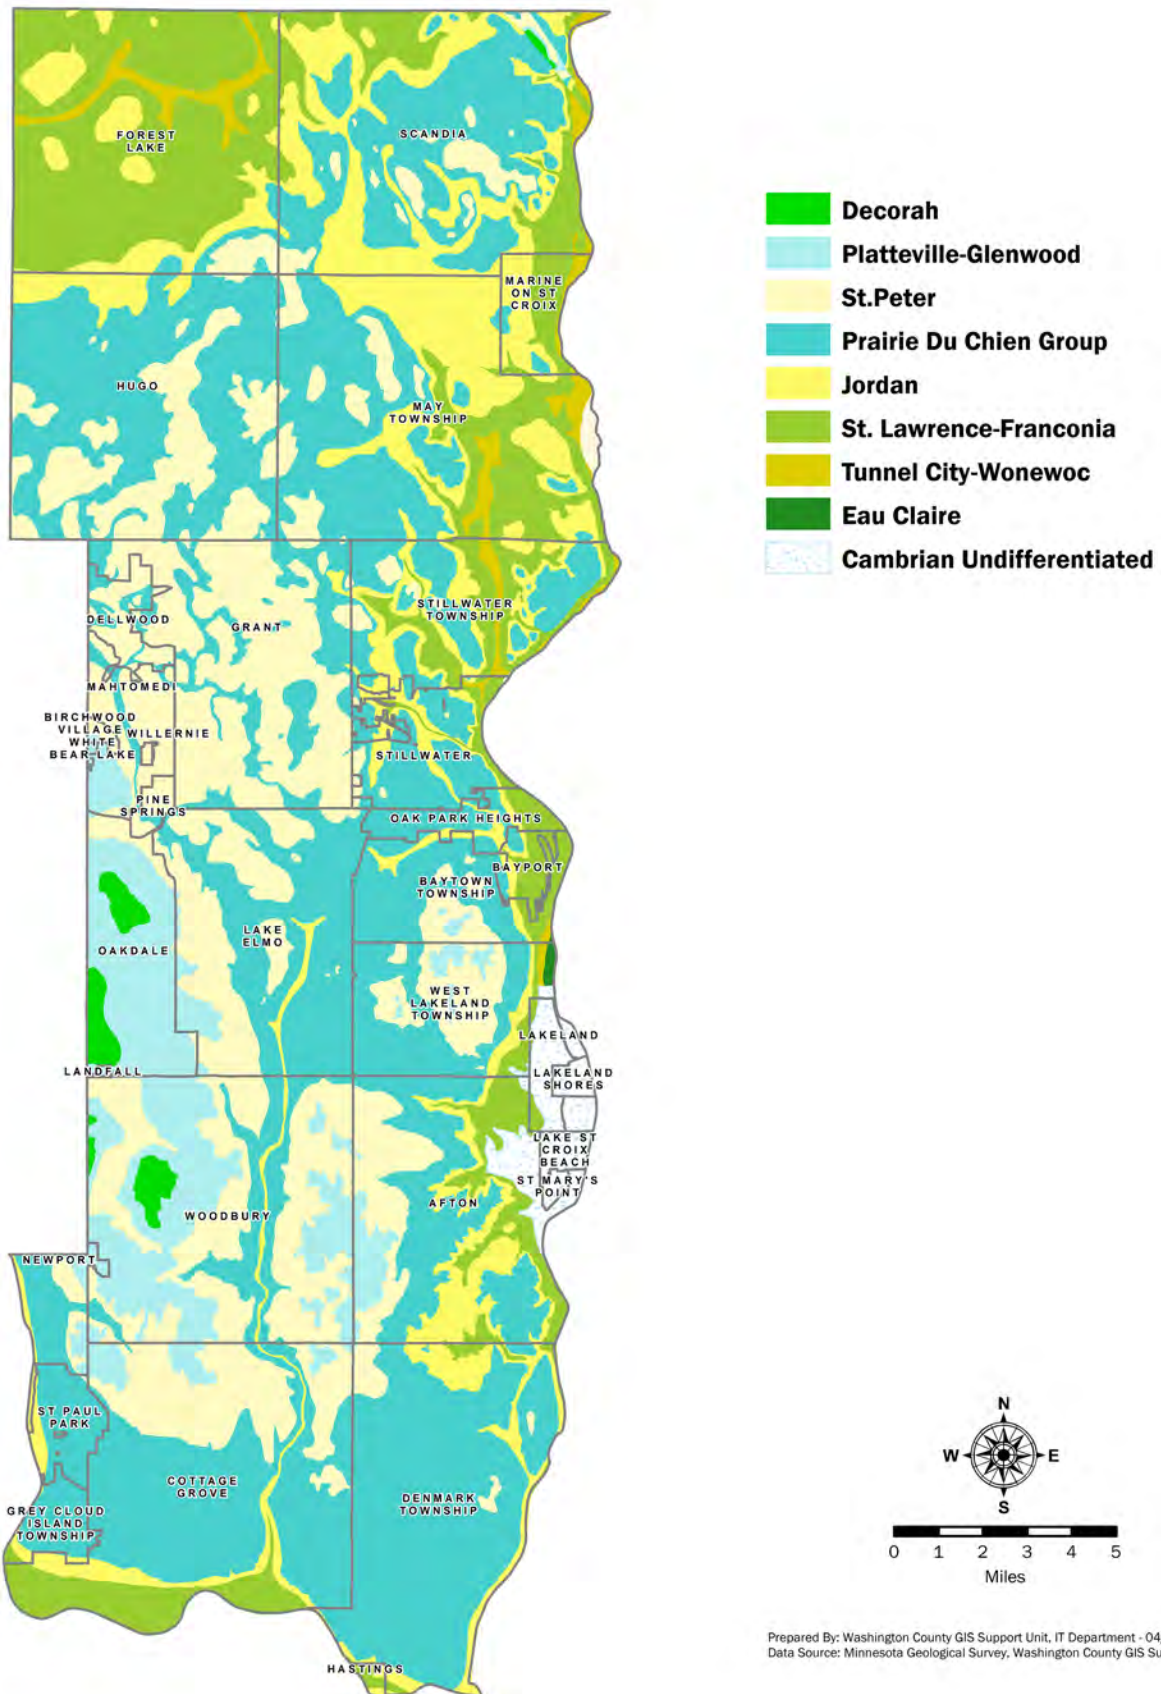 FOREST
LAKE
SCANDIA
MARINE
ON ST
CROIX
HUGO
MAY
TOWNSHIP
DELLWOOD
GRANT
STILLWATER
TOWNSHIP
MAHTOMEDI
BIRCHWOOD
VILLAGE
WHITE
BEAR LAKE
WILLERNIE
STILLWATER
PINE
SPRINGS
OAK PARK HEIGHTS
BAYPORT
BAYTOWN
TOWNSHIP
LAKE
ELMO
OAKDALE
WEST
LAKELAND
TOWNSHIP
LAKELAND
LANDFALL
LAKELAND
SHORES
LAKE ST
CROIX
BEACH
ST MARY'S
POINT
AFTON
WOODBURY
NEWPORT
ST PAUL
PARK
COTTAGE
GROVE
DENMARK
TOWNSHIP
GREY CLOUD
ISLAND
TOWNSHIP
HASTINGS
Decorah
Platteville-Glenwood
St.Peter
Prairie Du Chien Group
Jordan
St. Lawrence-Franconia
Tunnel City-Wonewoc
Eau Claire
Cambrian Undifferentiated
N
W E
S
0 1 2 3 4 5
Miles
Prepared By: Washington County GIS Support Unit, IT Department - 04
Data Source: Minnesota Geological Survey, Washington County GIS Su